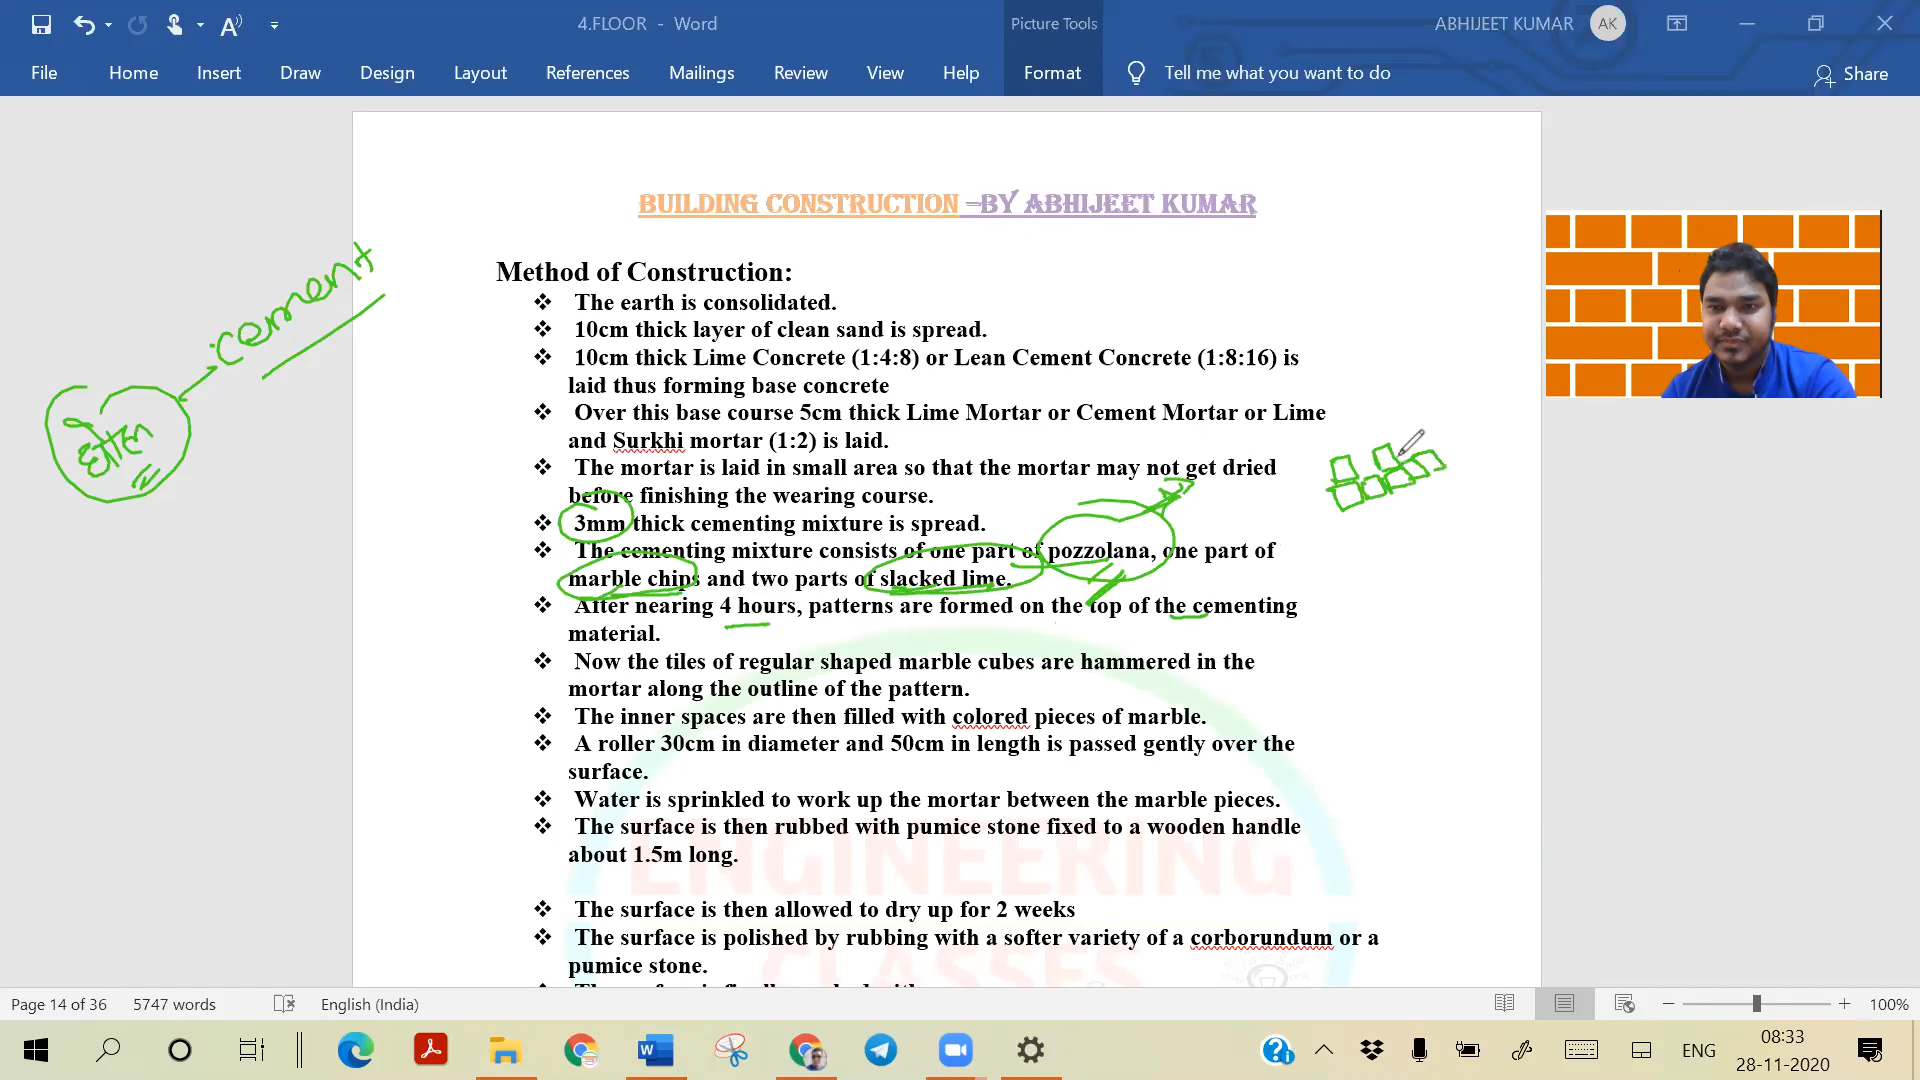 4.FLOOR - Word
Picture Tools
ABHIJEET KUMAR
AK
File Home Insert Draw Design Layout References Mailings Review View Help Format Tell me what you want to do Share
BUILDING CONSTRUCTION –BY ABHIJEET KUMAR
Method of Construction:
❖ The earth is consolidated.
❖ 10cm thick layer of clean sand is spread.
❖ 10cm thick Lime Concrete (1:4:8) or Lean Cement Concrete (1:8:16) is
laid thus forming base concrete
❖ Over this base course 5cm thick Lime Mortar or Cement Mortar or Lime
and Surkhi mortar (1:2) is laid.
❖ The mortar is laid in small area so that the mortar may not get dried
before finishing the wearing course.
❖ 3mm thick cementing mixture is spread.
❖ The cementing mixture consists of one part of pozzolana, one part of
marble chips and two parts of slacked lime.
❖ After nearing 4 hours, patterns are formed on the top of the cementing
material.
❖ Now the tiles of regular shaped marble cubes are hammered in the
mortar along the outline of the pattern.
❖ The inner spaces are then filled with colored pieces of marble.
❖ A roller 30cm in diameter and 50cm in length is passed gently over the
surface.
❖ Water is sprinkled to work up the mortar between the marble pieces.
❖ The surface is then rubbed with pumice stone fixed to a wooden handle
about 1.5m long.
❖ The surface is then allowed to dry up for 2 weeks
❖ The surface is polished by rubbing with a softer variety of a corborundum or a
pumice stone.
cement
ENGINEERING
CLASSES
Page 14 of 36 5747 words English (India) 100%
ENG
08:33
28-11-2020